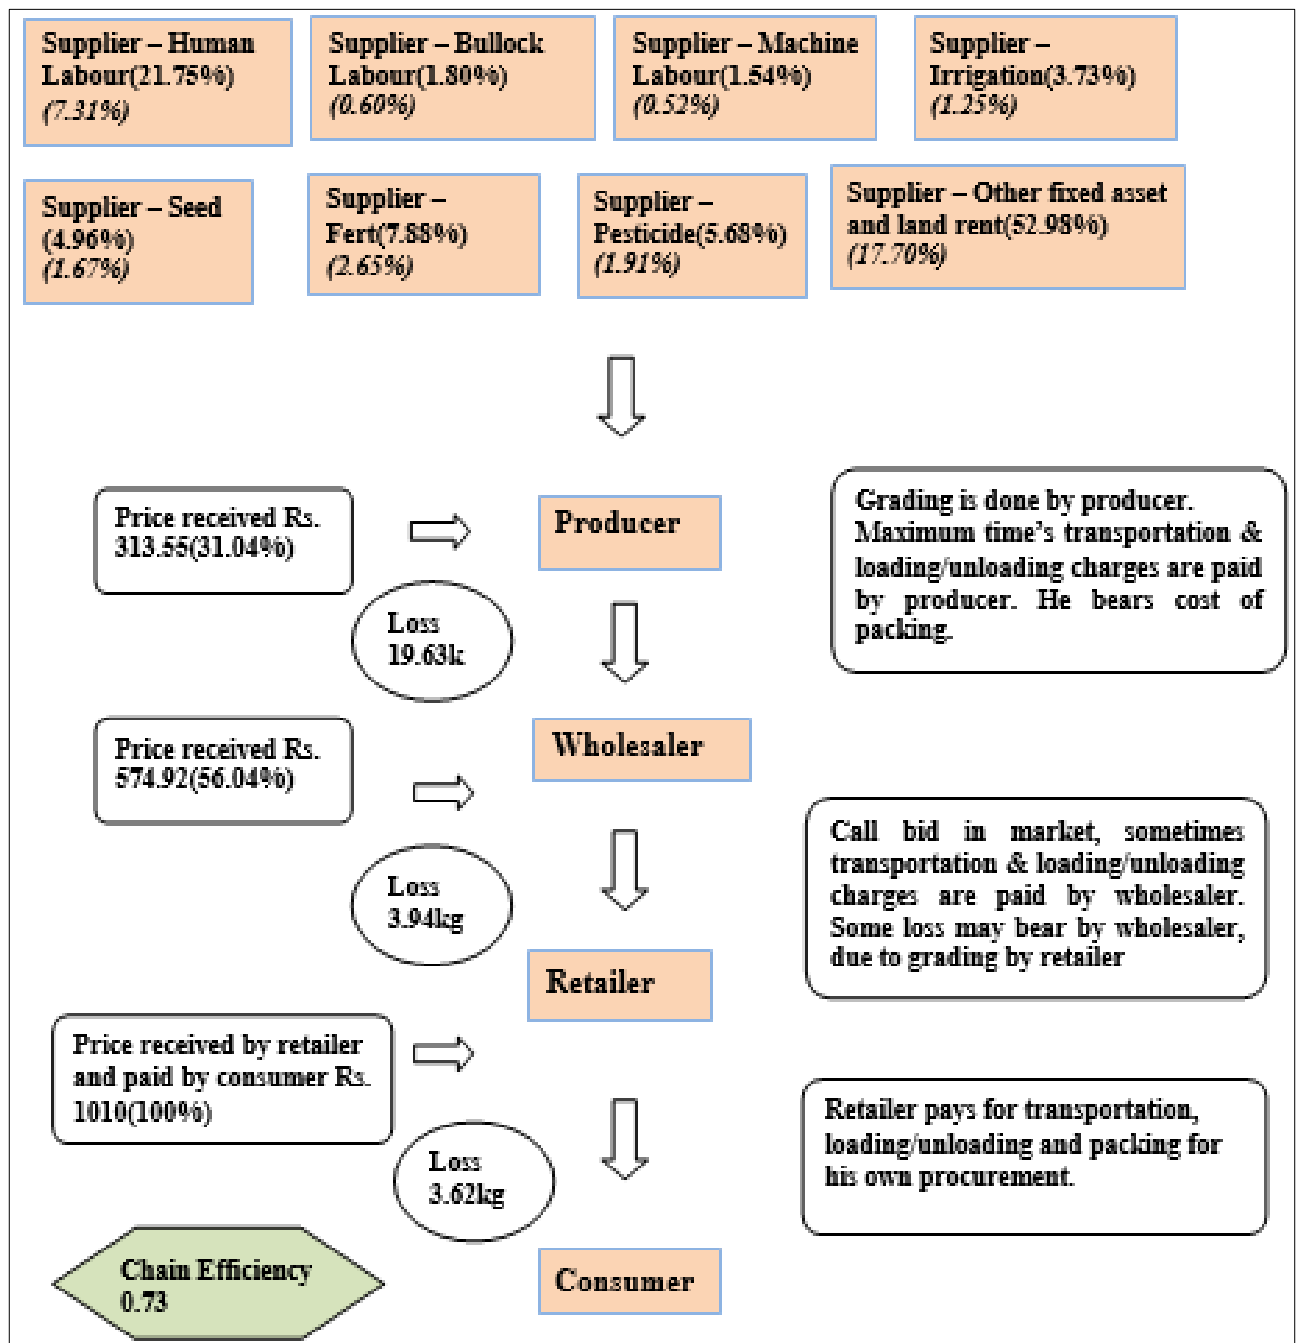 Supplier – Human
Labour(21.75%)
(7.31%)
Supplier – Bullock
Labour(1.80%)
(0.60%)
Supplier – Machine
Labour(1.54%)
(0.52%)
Supplier –
Irrigation(3.73%)
(1.25%)
Supplier – Seed
(4.96%)
(1.67%)
Supplier –
Fert(7.88%)
(2.65%)
Supplier –
Pesticide(5.68%)
(1.91%)
Supplier – Other fixed asset
and land rent(52.98%)
(17.70%)
Price received Rs.
313.55(31.04%)
Producer
Grading is done by producer.
Maximum time's transportation &
loading/unloading charges are paid
by producer. He bears cost of
packing.
Loss
19.63k
Price received Rs.
574.92(56.04%)
Wholesaler
Call bid in market, sometimes
transportation & loading/unloading
charges are paid by wholesaler.
Some loss may bear by wholesaler,
due to grading by retailer
Loss
3.94kg
Retailer
Price received by retailer
and paid by consumer Rs.
1010(100%)
Retailer pays for transportation,
loading/unloading and packing for
his own procurement.
Loss
3.62kg
Chain Efficiency
0.73
Consumer